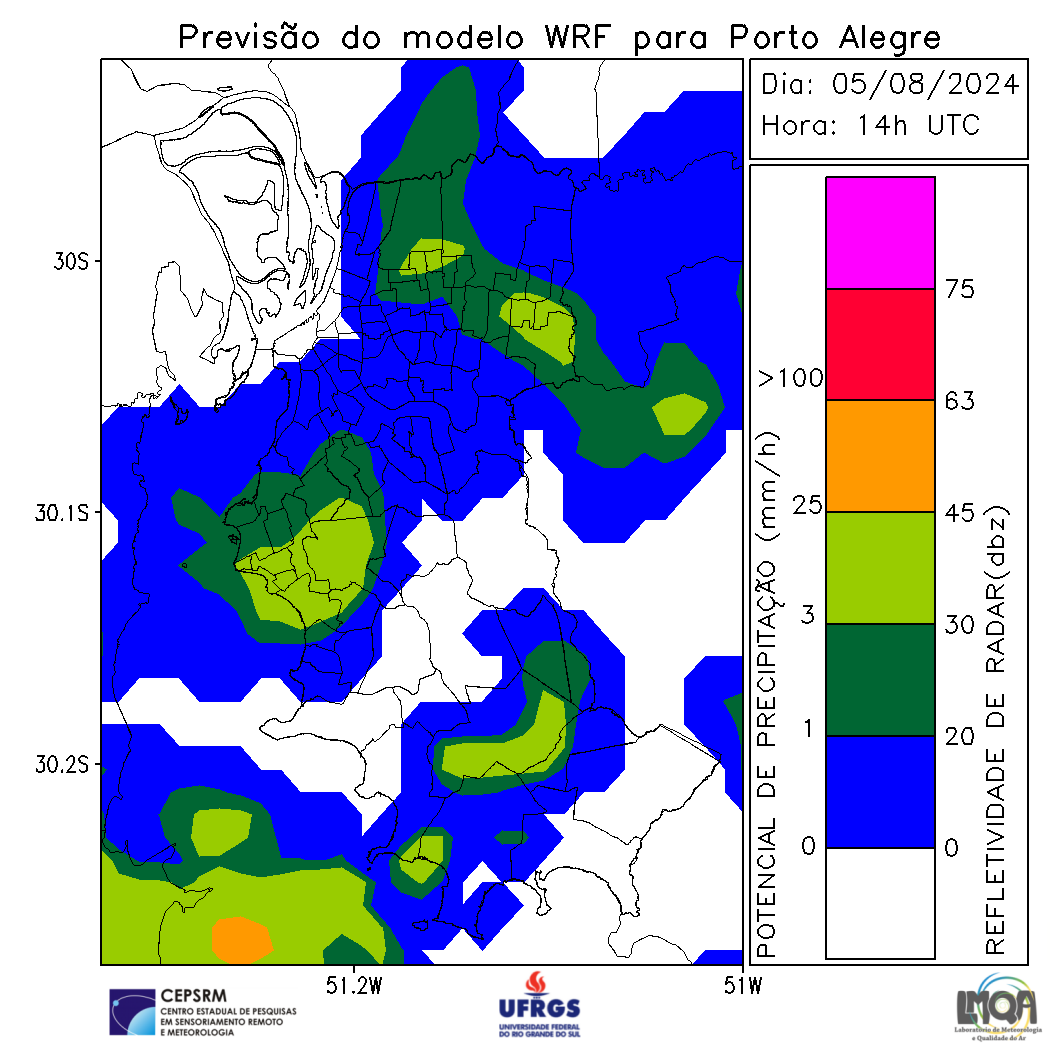 Previsão do modelo WRF para Porto Alegre
Dia: 05/08/2024
Hora: 14h UTC
30S
30.1S
30.2S
51.2W
51W
POTENCIAL DE PRECIPITAÇÃO (mm/h)
>100
25
3
1
0
75
63
45
30
20
0
REFLETIVIDADE DE RADAR(dbz)
CEPSRM
CENTRO ESTADUAL DE PESQUISAS
EM SENSORIAMENTO REMOTO
E METEOROLOGIA
UFRGS
UNIVERSIDADE FEDERAL
DO RIO GRANDE DO SUL
LMQA
Laboratório de Meteorologia
e Qualidade do Ar